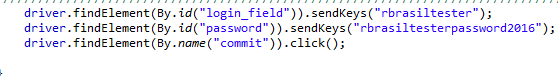 driver.findElement(By.id("login_field")).sendKeys("rbrasiltester");
driver.findElement(By.id("password")).sendKeys("rbrasiltesterpassword2016");
driver.findElement(By.name("commit")).click();